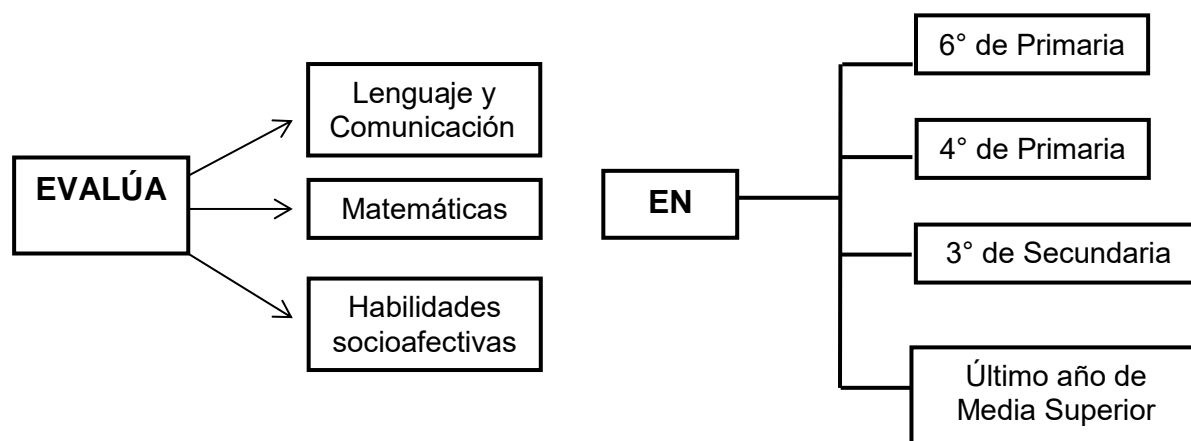 EVALÚA
Lenguaje y
Comunicación
Matemáticas
Habilidades
socioafectivas
EN
6° de Primaria
4° de Primaria
3° de Secundaria
Último año de
Media Superior